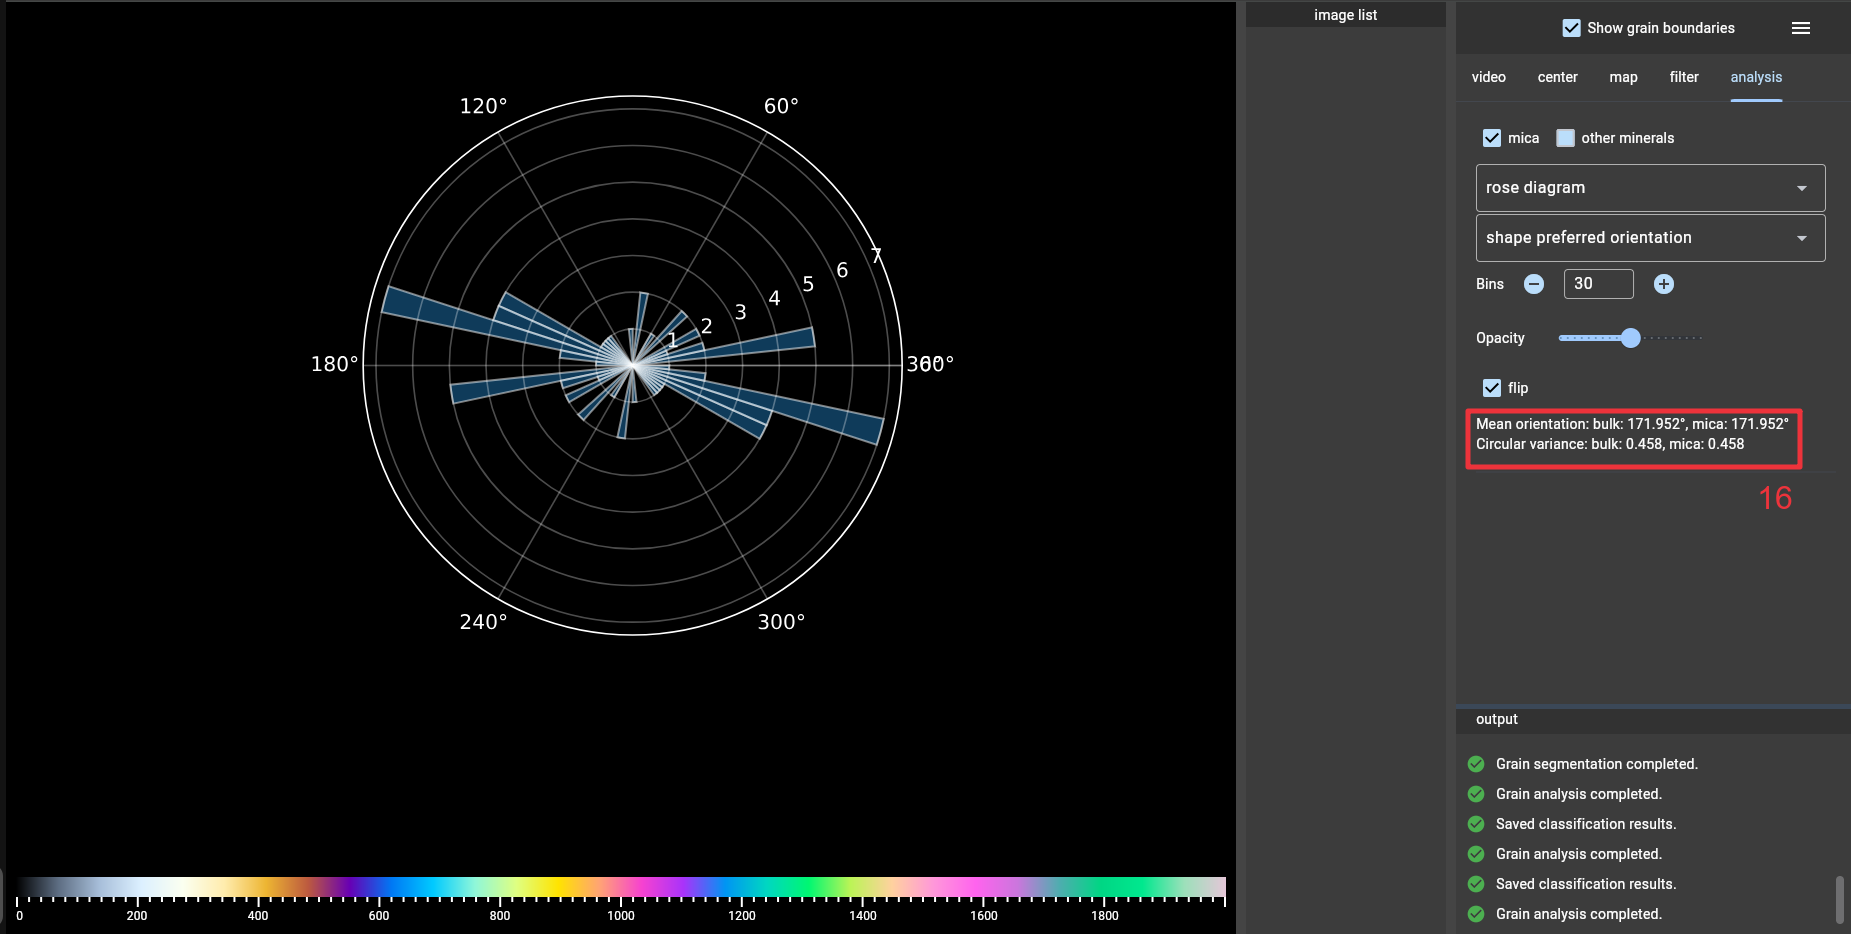 image list
Show grain boundaries
video center map filter analysis
mica other minerals
rose diagram
shape preferred orientation
Bins 30
Opacity
flip
Mean orientation: bulk: 171.952°, mica: 171.952°
Circular variance: bulk: 0.458, mica: 0.458
16
120° 60°
7
6
5
4
3
2
1
180°
360°
240° 300°
output
Grain segmentation completed.
Grain analysis completed.
Saved classification results.
Grain analysis completed.
Saved classification results.
Grain analysis completed.
0 200 400 600 800 1000 1200 1400 1600 1800